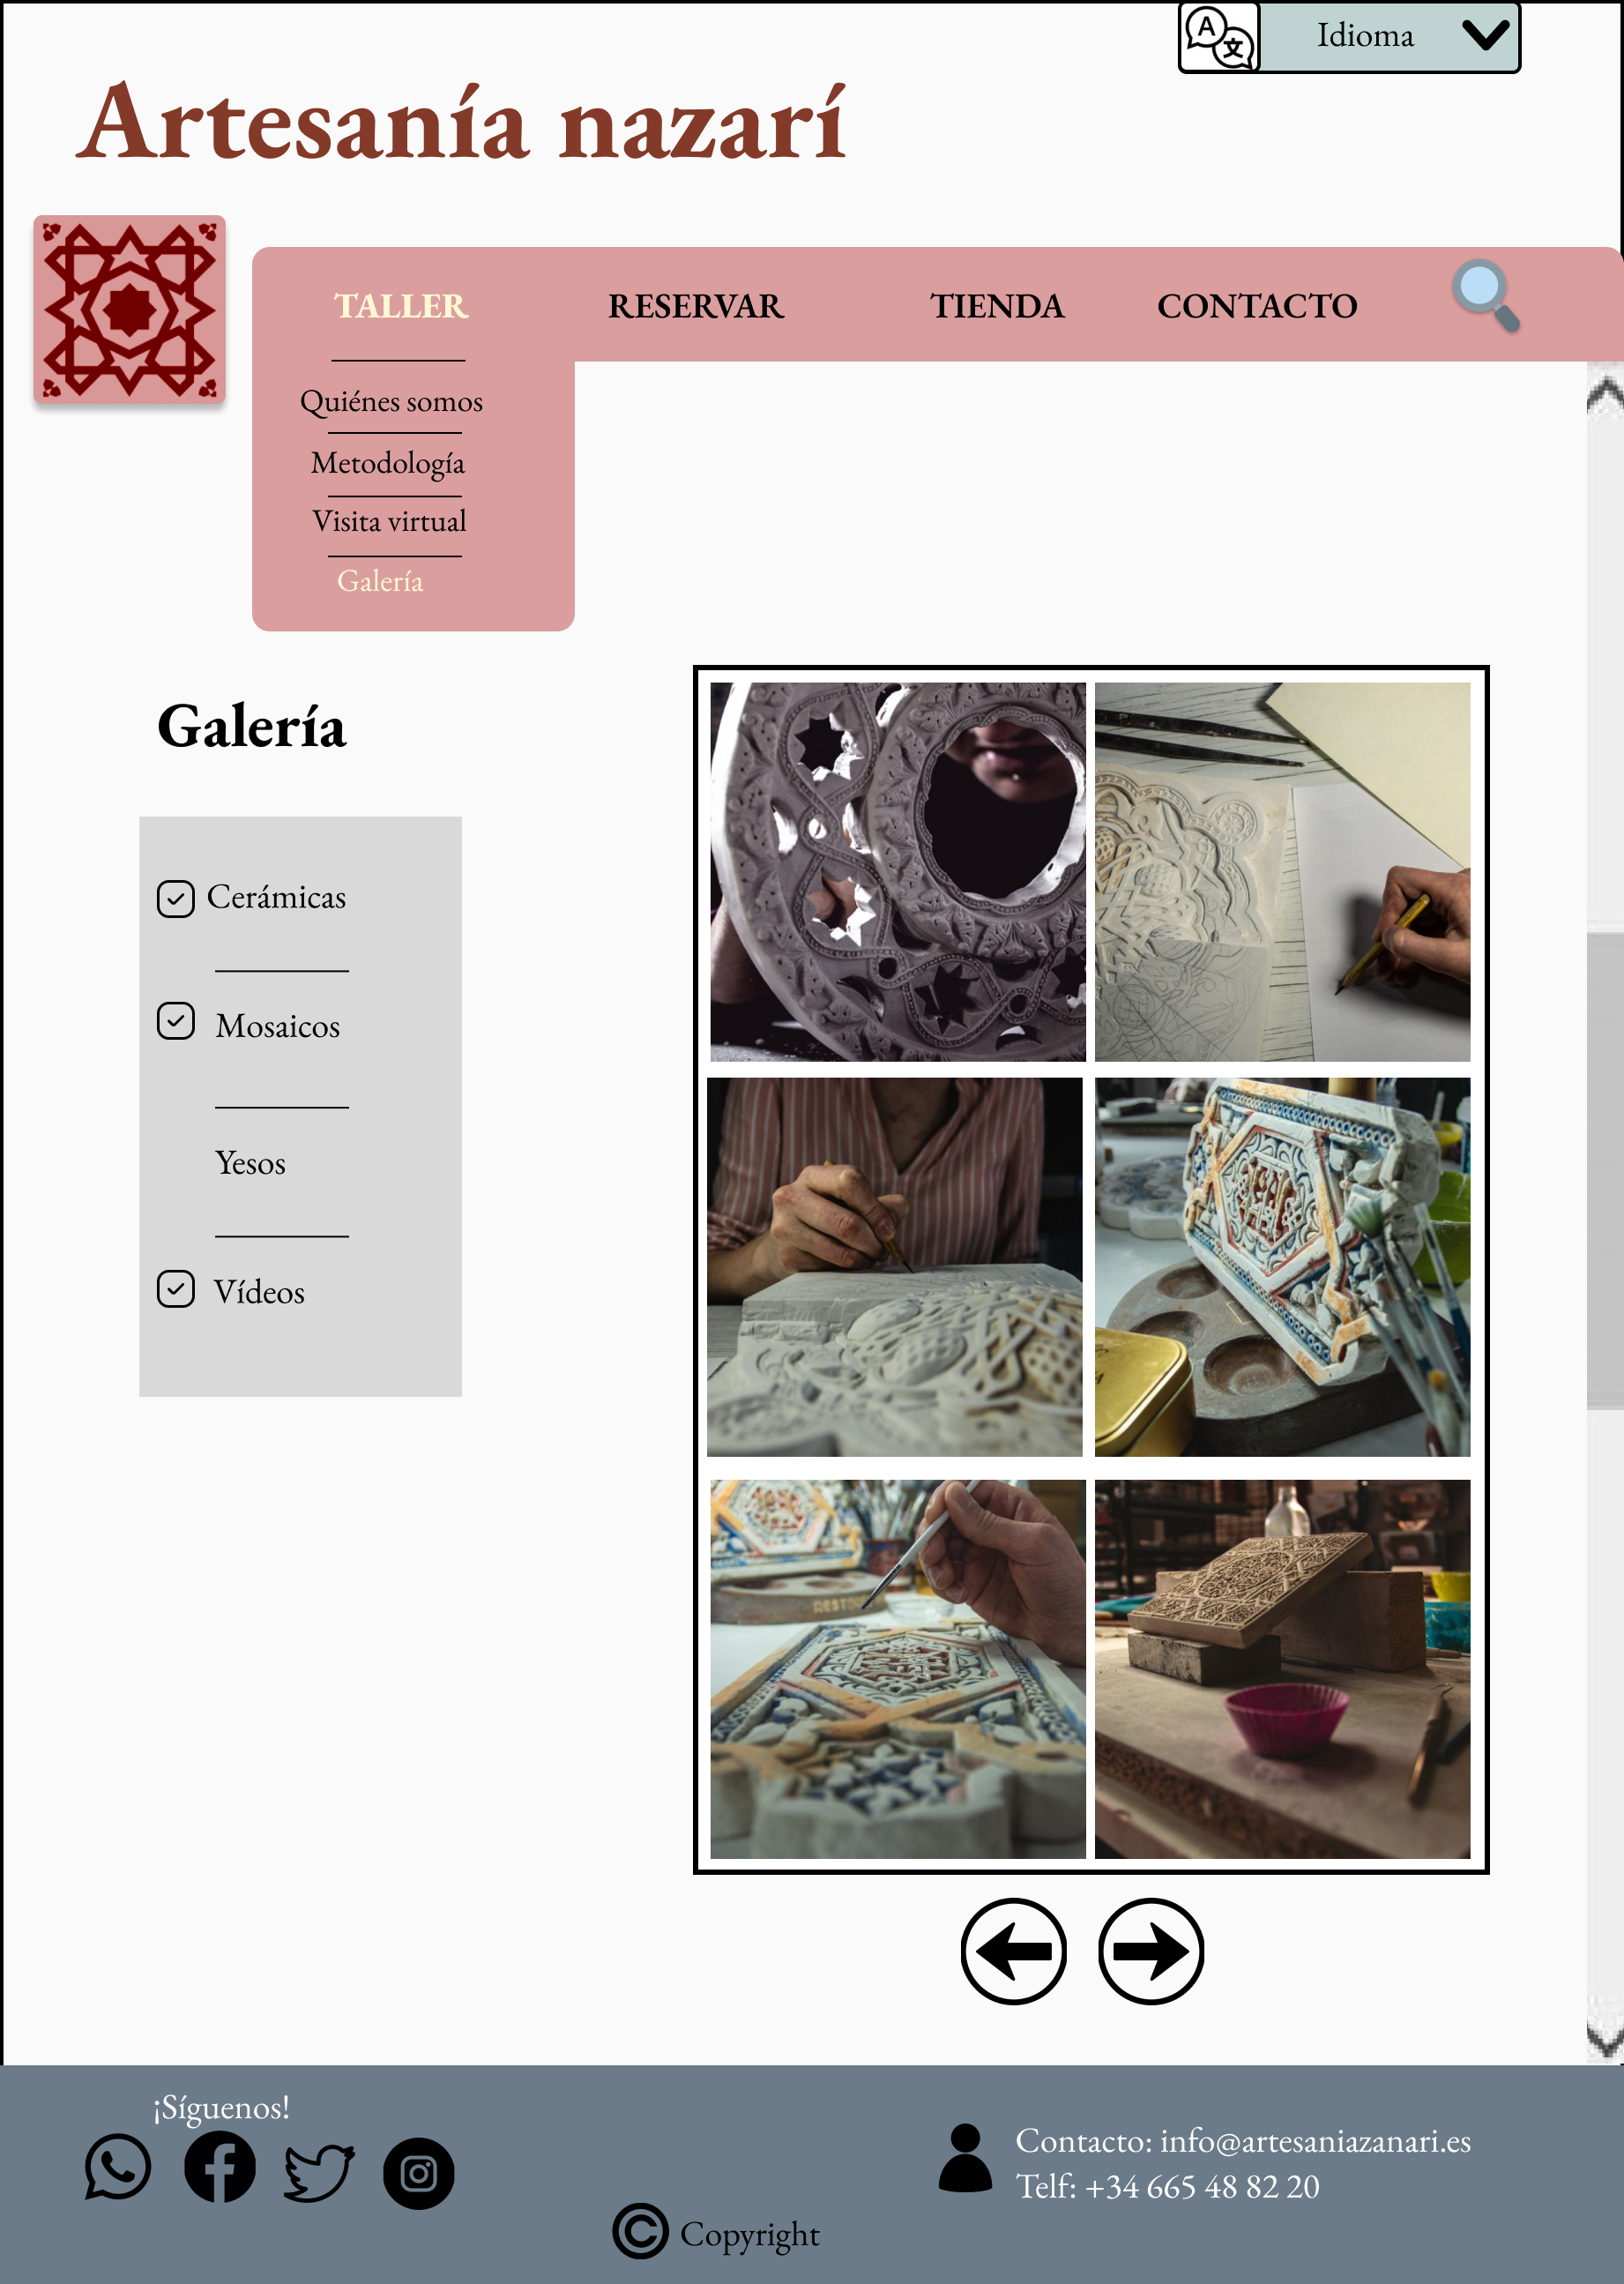 A 文 Idioma
Artesanía nazarí
TALLER RESERVAR TIENDA CONTACTO
Quiénes somos
Metodología
Visita virtual
Galería
Galería
Cerámicas
Mosaicos
Yesos
Vídeos
¡Síguenos!
Contacto: info@artesaniazanari.es
Telf: +34 665 48 82 20
© Copyright